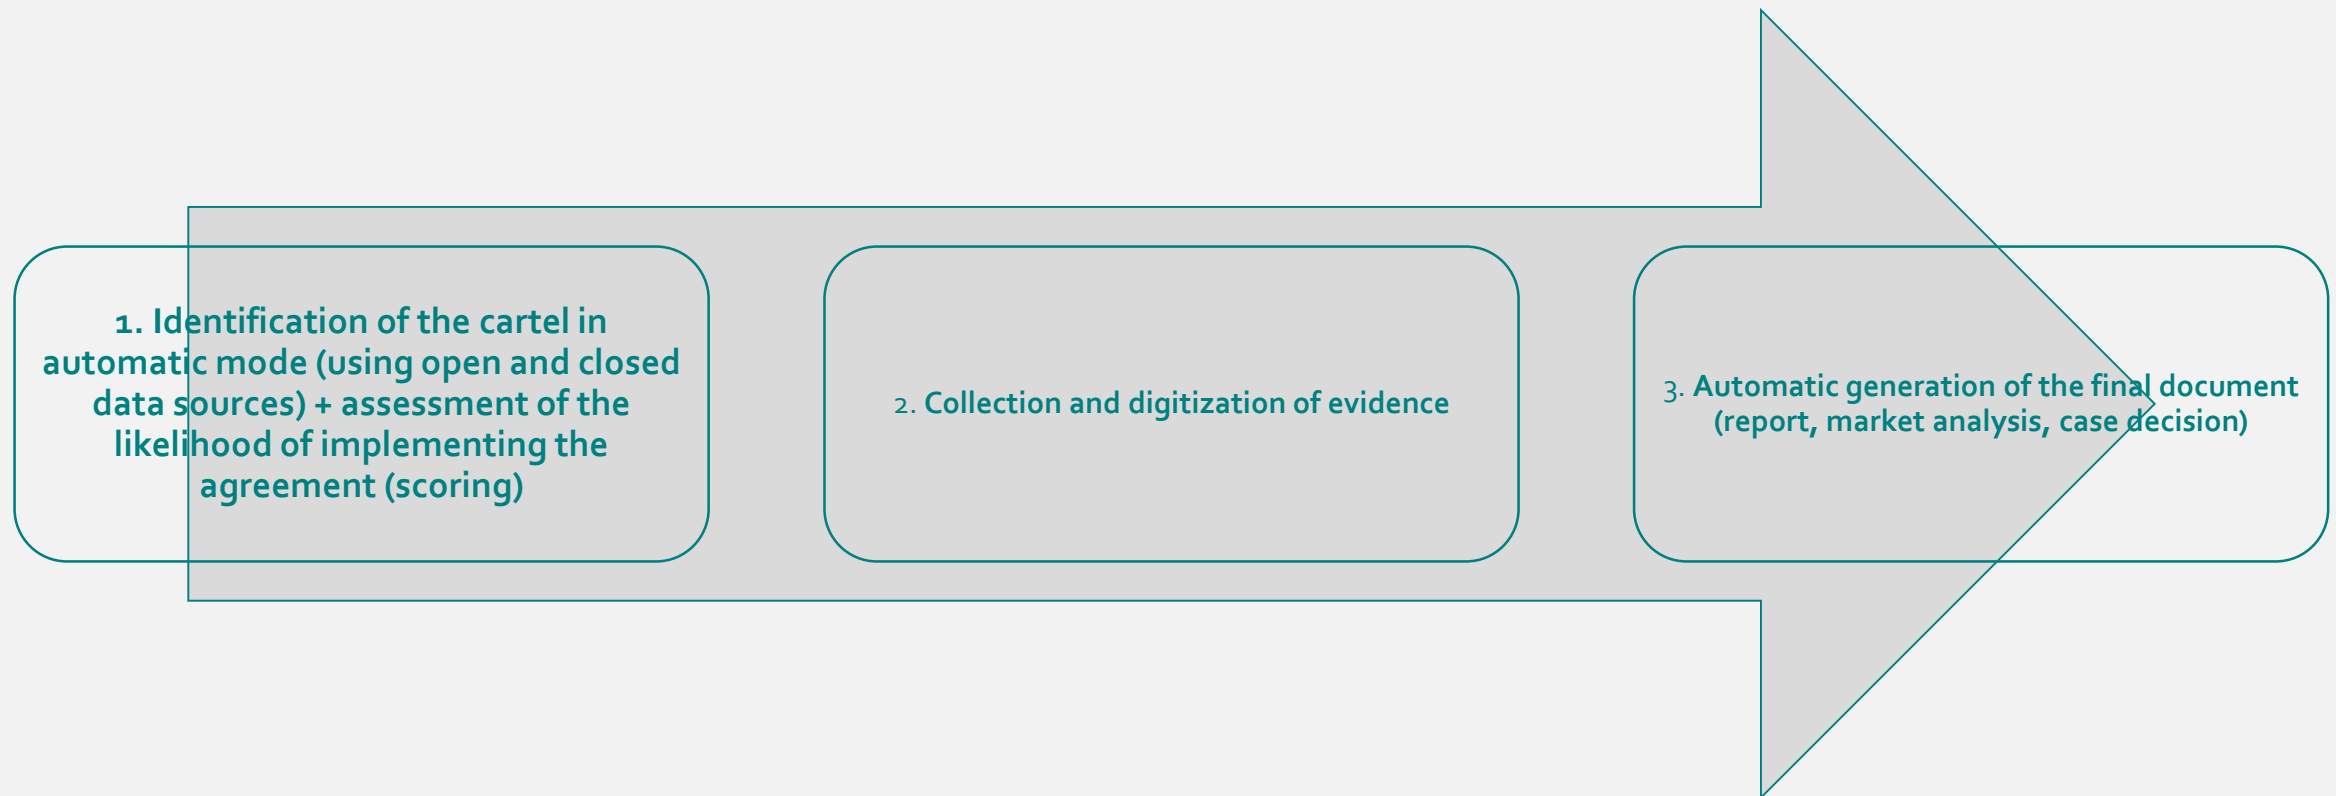 1. Identification of the cartel in
automatic mode (using open and closed
data sources) + assessment of the
likelihood of implementing the
agreement (scoring)
2. Collection and digitization of evidence
3. Automatic generation of the final document
(report, market analysis, case decision)